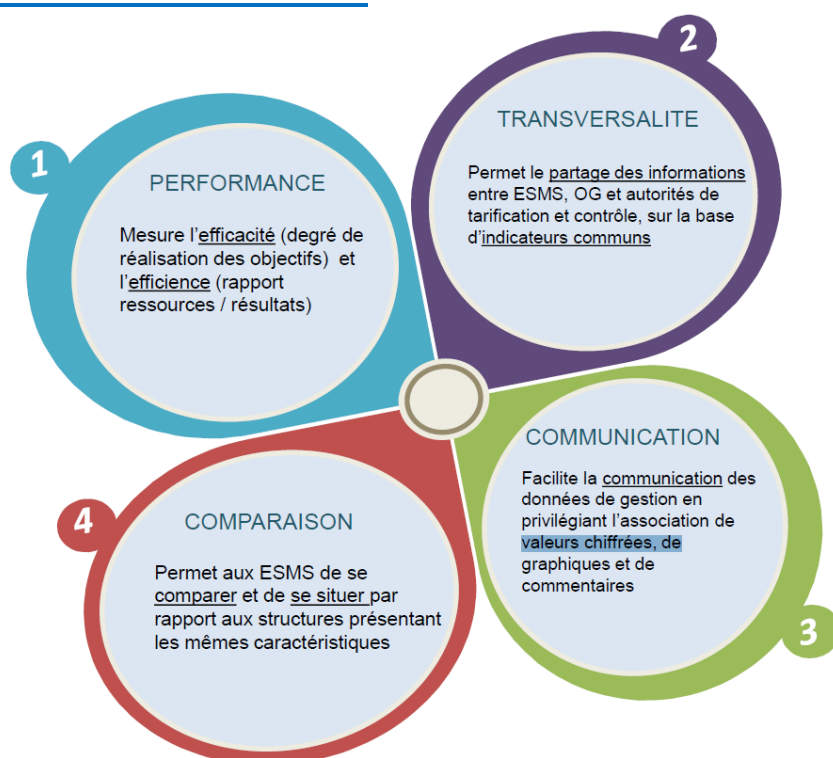 1
PERFORMANCE
Mesure l'efficacité (degré de
réalisation des objectifs) et
l'efficience (rapport
ressources / résultats)
2
TRANSVERSALITE
Permet le partage des informations
entre ESMS, OG et autorités de
tarification et contrôle, sur la base
d'indicateurs communs
COMMUNICATION
Facilite la communication des
données de gestion en
privilégiant l'association de
valeurs chiffrées, de
graphiques et de
commentaires
3
4
COMPARAISON
Permet aux ESMS de se
comparer et de se situer par
rapport aux structures présentant
les mêmes caractéristiques